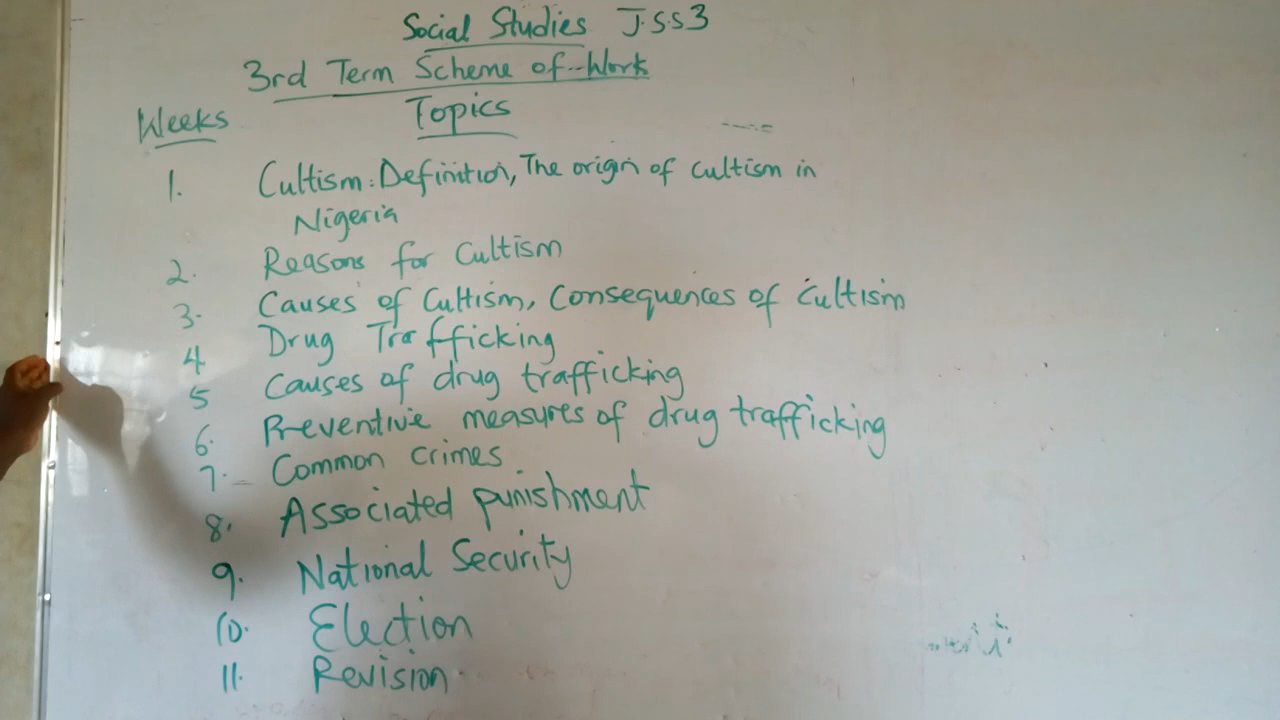 Social Studies J.S.S3
3rd Term Scheme of Work
Weeks Topics
1. Cultism: Definition, The origin of cultism in
Nigeria
2. Reasons for Cultism
3. Causes of Cultism, Consequences of Cultism
4 Drug Trafficking
5 Causes of drug trafficking
6. Preventive measures of drug trafficking
7. Common crimes
8. Associated punishment
9. National Security
10. Election
11. Revision